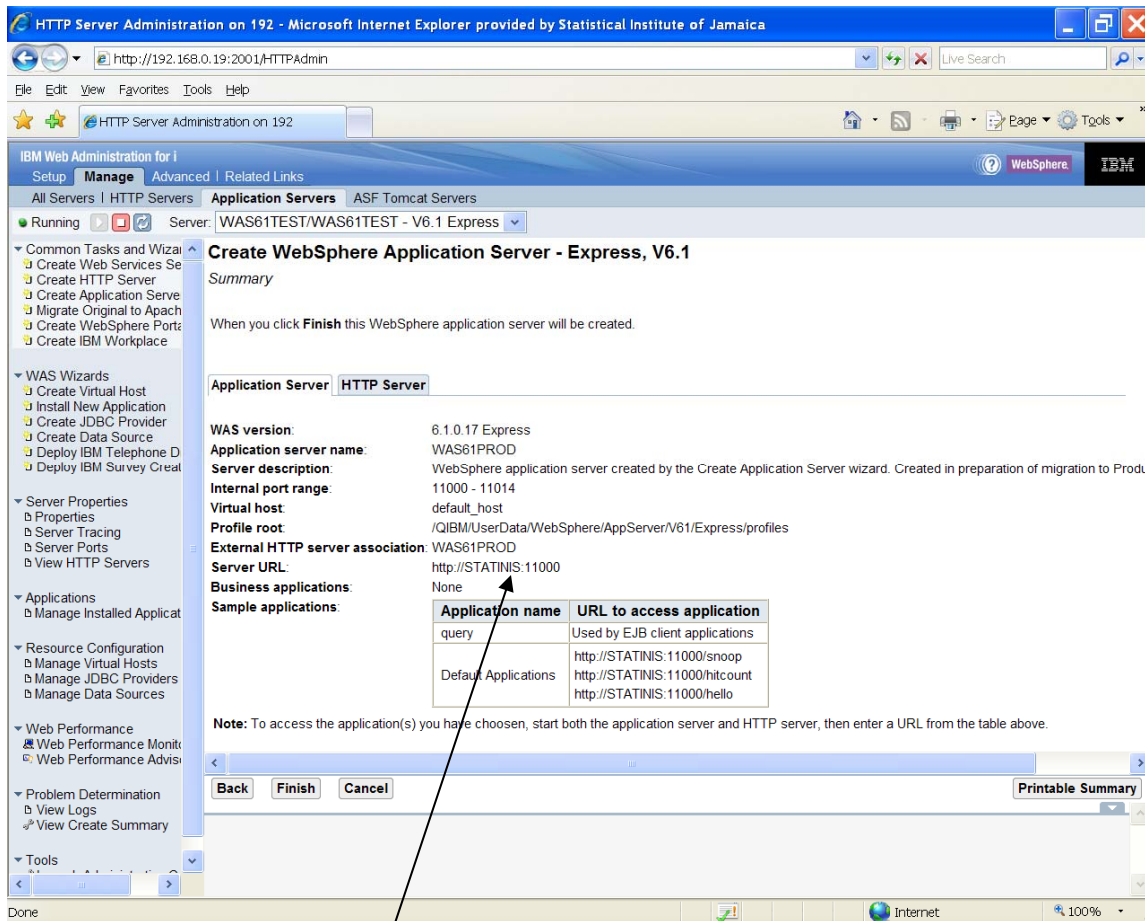 HTTP Server Administration on 192 - Microsoft Internet Explorer provided by Statistical Institute of Jamaica
http://192.168.0.19:2001/HTTPAdmin
Live Search
File Edit View Favorites Tools Help
HTTP Server Administration on 192
Page Tools
IBM Web Administration for i
WebSphere. IBM
Setup Manage Advanced | Related Links
All Servers | HTTP Servers Application Servers ASF Tomcat Servers
Running Server: WAS61TEST/WAS61TEST - V6.1 Express
Common Tasks and Wizar
Create Web Services Se
Create HTTP Server
Create Application Serve
Migrate Original to Apach
Create WebSphere Porta
Create IBM Workplace
WAS Wizards
Create Virtual Host
Install New Application
Create JDBC Provider
Create Data Source
Deploy IBM Telephone D
Deploy IBM Survey Creat
Server Properties
Properties
Server Tracing
Server Ports
View HTTP Servers
Applications
Manage Installed Applicat
Resource Configuration
Manage Virtual Hosts
Manage JDBC Providers
Manage Data Sources
Web Performance
Web Performance Monito
Web Performance Adviso
Problem Determination
View Logs
View Create Summary
Tools
Create WebSphere Application Server - Express, V6.1
Summary
When you click Finish this WebSphere application server will be created.
Application Server HTTP Server
WAS version: 6.1.0.17 Express
Application server name: WAS61PROD
Server description: WebSphere application server created by the Create Application Server wizard. Created in preparation of migration to Produ
Internal port range: 11000 - 11014
Virtual host: default_host
Profile root: /QIBM/UserData/WebSphere/AppServer/V61/Express/profiles
External HTTP server association: WAS61PROD
Server URL: http://STATINIS:11000
Business applications: None
Sample applications:
Application name URL to access application
query Used by EJB client applications
Default Applications
http://STATINIS:11000/snoop
http://STATINIS:11000/hitcount
http://STATINIS:11000/hello
Note: To access the application(s) you have choosen, start both the application server and HTTP server, then enter a URL from the table above.
Back Finish Cancel Printable Summary
Done Internet 100%